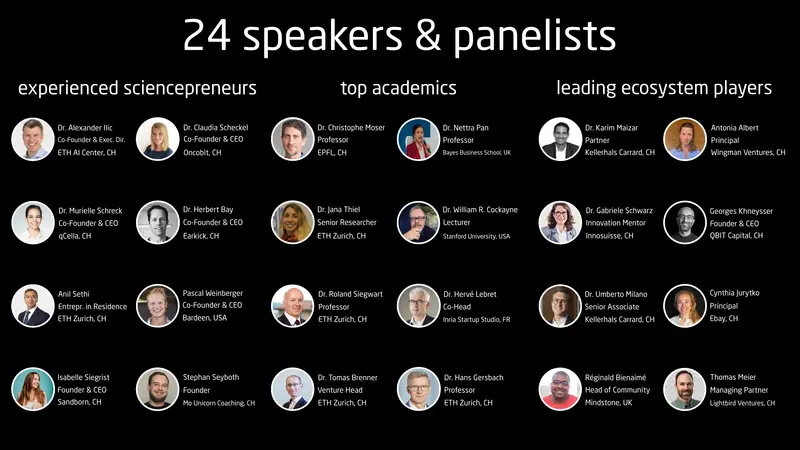 24 speakers & panelists
experienced sciencepreneurs
Dr. Alexander Ilic
Co-Founder & Exec. Dir.
ETH AI Center, CH
Dr. Claudia Scheckel
Co-Founder & CEO
Oncobit, CH
Dr. Murielle Schreck
Co-Founder & CEO
qCella, CH
Dr. Herbert Bay
Co-Founder & CEO
Earkick, CH
Anil Sethi
Entrepr. in Residence
ETH Zurich, CH
Pascal Weinberger
Co-Founder & CEO
Bardeen, USA
Isabelle Siegrist
Founder & CEO
Sandborn, CH
Stephan Seyboth
Founder
Mo Unicorn Coaching, CH
top academics
Dr. Christophe Moser
Professor
EPFL, CH
Dr. Nettra Pan
Professor
Bayes Business School, UK
Dr. Jana Thiel
Senior Researcher
ETH Zurich, CH
Dr. William R. Cockayne
Lecturer
Stanford University, USA
Dr. Roland Siegwart
Professor
ETH Zurich, CH
Dr. Hervé Lebret
Co-Head
Inria Startup Studio, FR
Dr. Tomas Brenner
Venture Head
ETH Zurich, CH
Dr. Hans Gersbach
Professor
ETH Zurich, CH
leading ecosystem players
Dr. Karim Maizar
Partner
Kellerhals Carrard, CH
Antonia Albert
Principal
Wingman Ventures, CH
Dr. Gabriele Schwarz
Innovation Mentor
Innosuisse, CH
Georges Khneysser
Founder & CEO
QBIT Capital, CH
Dr. Umberto Milano
Senior Associate
Kellerhals Carrard, CH
Cynthia Jurytko
Principal
Ebay, CH
Réginald Bienaimé
Head of Community
Mindstone, UK
Thomas Meier
Managing Partner
Lightbird Ventures, CH